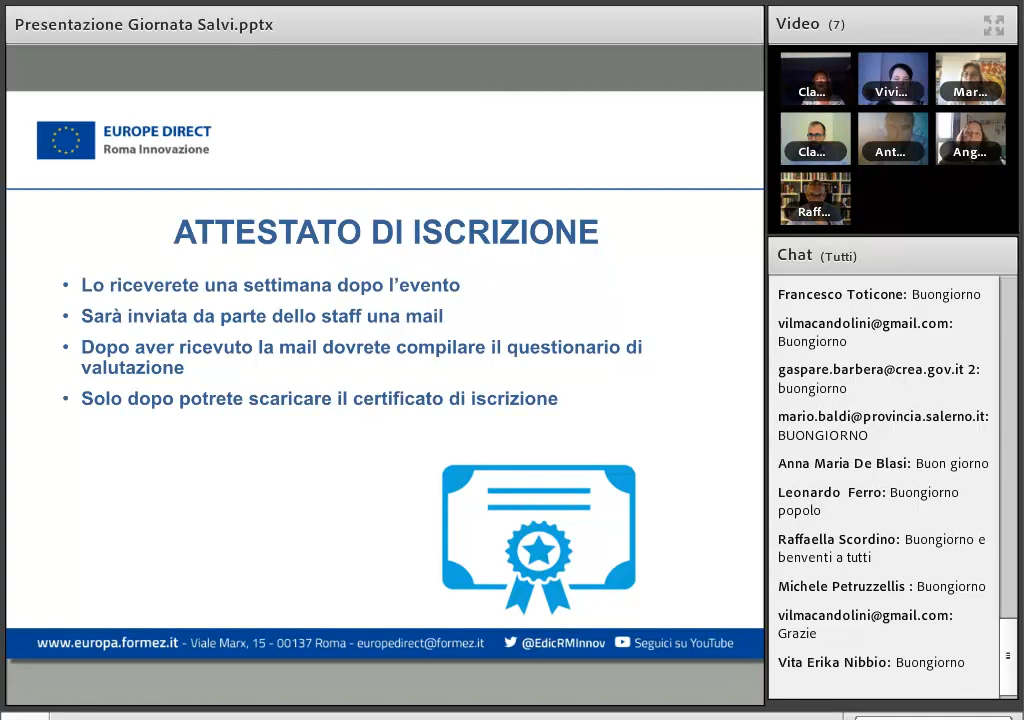 Presentazione Giornata Salvi.pptx
EUROPE DIRECT
Roma Innovazione
ATTESTATO DI ISCRIZIONE
• Lo riceverete una settimana dopo l’evento
• Sarà inviata da parte dello staff una mail
• Dopo aver ricevuto la mail dovrete compilare il questionario di
valutazione
• Solo dopo potrete scaricare il certificato di iscrizione
www.europa.formez.it - Viale Marx, 15 - 00137 Roma - europedirect@formez.it @EdicRMInnov Seguici su YouTube
Video (7)
Cla... Vivi... Mar...
Cla... Ant... Ang...
Raff...
Chat (Tutti)
Francesco Toticone: Buongiorno
vilmacandolini@gmail.com:
Buongiorno
gaspare.barbera@crea.gov.it 2:
buongiorno
mario.baldi@provincia.salerno.it:
BUONGIORNO
Anna Maria De Blasi: Buon giorno
Leonardo Ferro: Buongiorno
popolo
Raffaella Scordino: Buongiorno e
benventi a tutti
Michele Petruzzellis : Buongiorno
vilmacandolini@gmail.com:
Grazie
Vita Erika Nibbio: Buongiorno